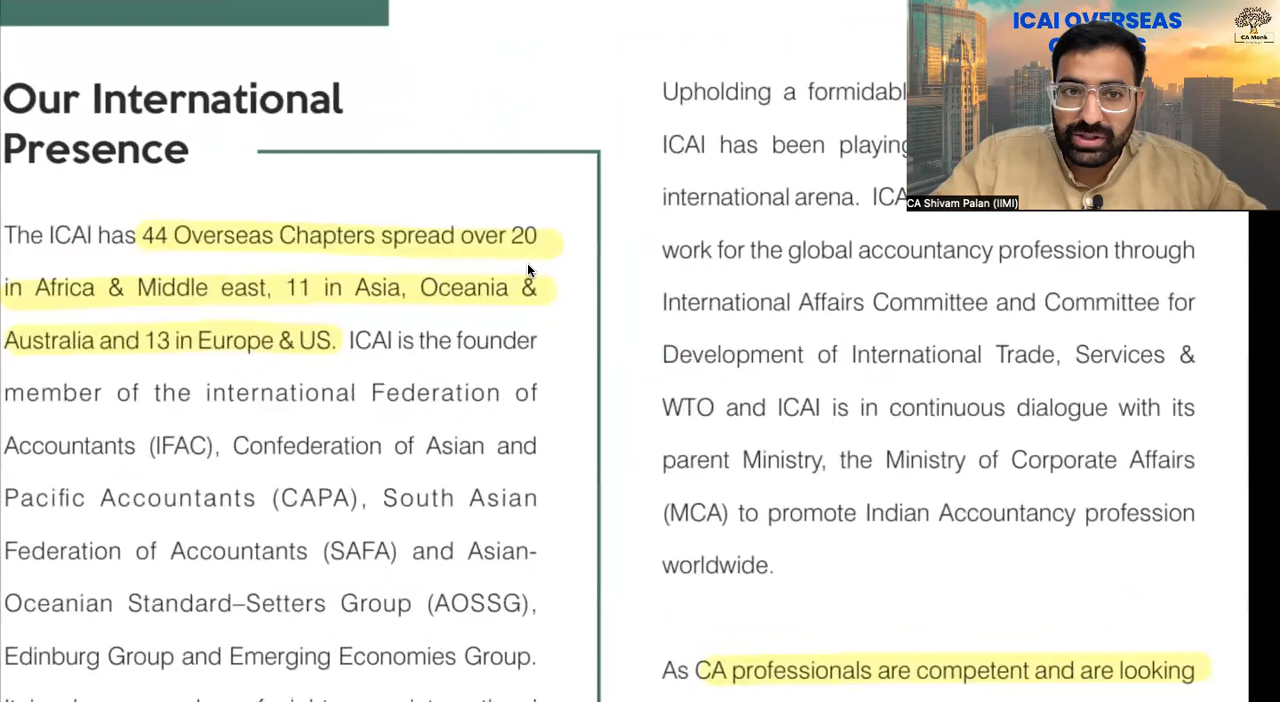 Our International
Presence
The ICAI has 44 Overseas Chapters spread over 20
in Africa & Middle east, 11 in Asia, Oceania &
Australia and 13 in Europe & US. ICAI is the founder
member of the international Federation of
Accountants (IFAC), Confederation of Asian and
Pacific Accountants (CAPA), South Asian
Federation of Accountants (SAFA) and Asian-
Oceanian Standard–Setters Group (AOSSG),
Edinburg Group and Emerging Economies Group.
Upholding a formidabl
ICAI has been playing
international arena. ICA
work for the global accountancy profession through
International Affairs Committee and Committee for
Development of International Trade, Services &
WTO and ICAI is in continuous dialogue with its
parent Ministry, the Ministry of Corporate Affairs
(MCA) to promote Indian Accountancy profession
worldwide.
As CA professionals are competent and are looking
ICAI OVERSEAS
CA Monk
CA Shivam Palan (IIMI)